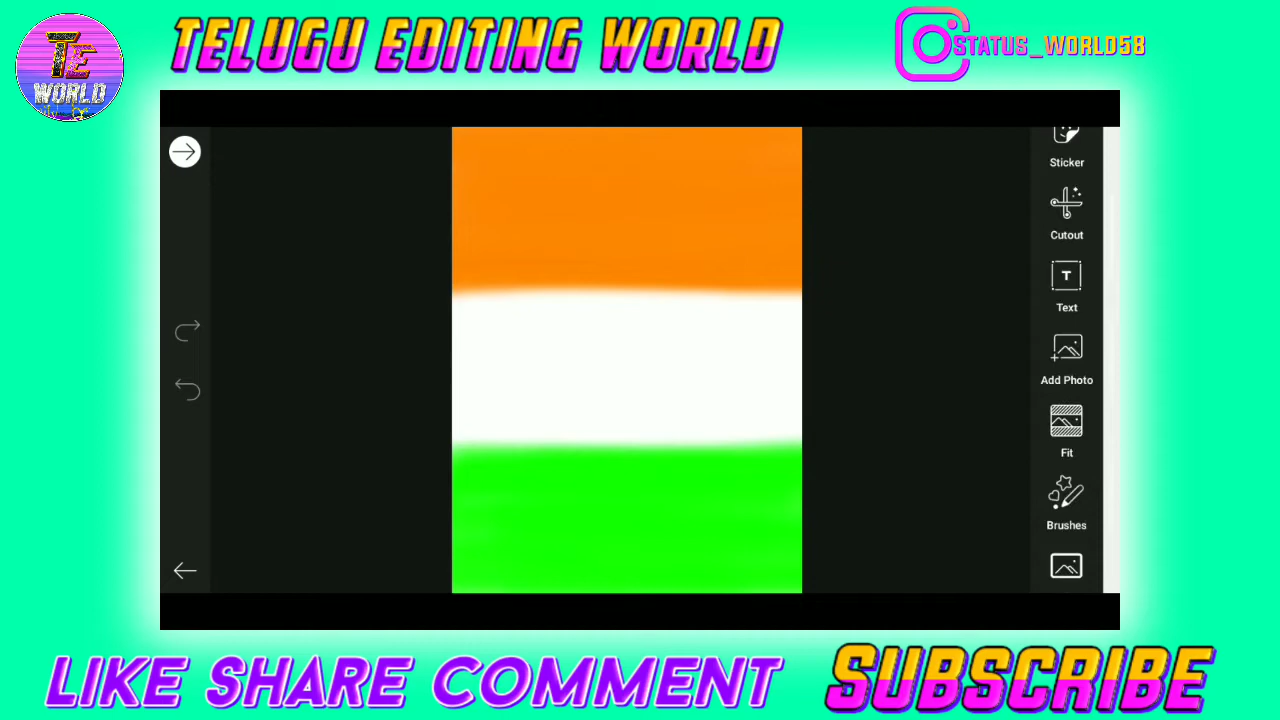 TE
WORLD
TELUGU EDITING WORLD
STATUS_WORLD58
Sticker
Cutout
T
Text
Add Photo
Fit
Brushes
LIKE SHARE COMMENT
SUBSCRIBE